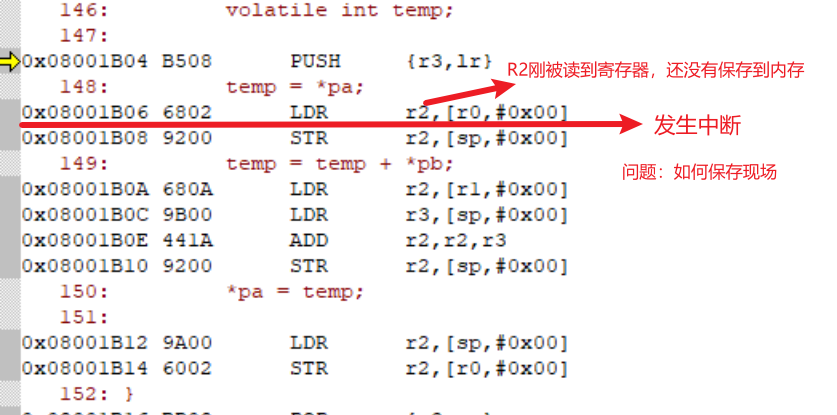 146:        volatile int temp;
147:
0x08001B04 B508      PUSH     {r3,lr}
R2刚被读到寄存器，还没有保存到内存
148:        temp = *pa;
0x08001B06 6802      LDR      r2,[r0,#0x00]
发生中断
0x08001B08 9200      STR      r2,[sp,#0x00]
149:        temp = temp + *pb;
问题：如何保存现场
0x08001B0A 680A      LDR      r2,[r1,#0x00]
0x08001B0C 9B00      LDR      r3,[sp,#0x00]
0x08001B0E 441A      ADD      r2,r2,r3
0x08001B10 9200      STR      r2,[sp,#0x00]
150:        *pa = temp;
151:
0x08001B12 9A00      LDR      r2,[sp,#0x00]
0x08001B14 6002      STR      r2,[r0,#0x00]
152: }